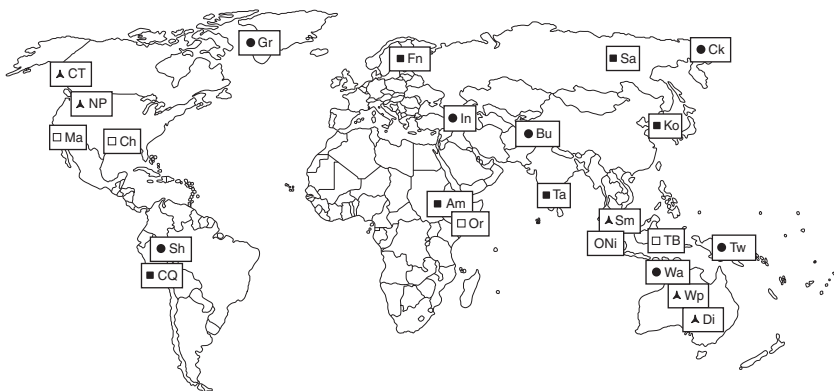 Gr
Ck
Fn
Sa
CT
NP
In
Ko
Bu
Ma
Ch
Ta
Am
Or
Sm
ONi
TB
Tw
Sh
CQ
Wa
Wp
Di